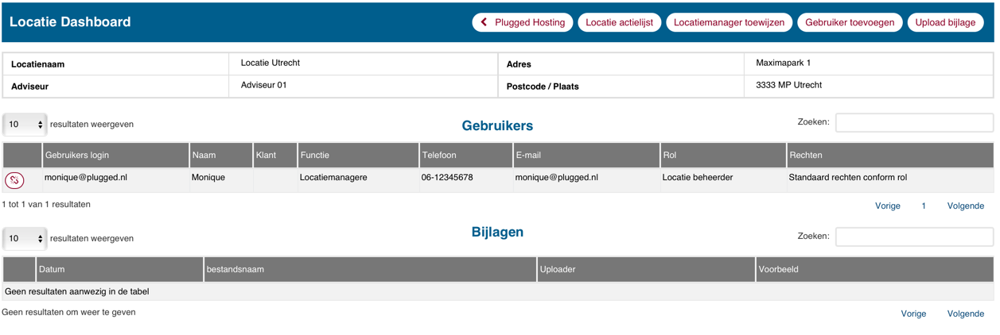 Locatie Dashboard
Plugged Hosting Locatie actielijst Locatiemanager toewijzen Gebruiker toevoegen Upload bijlage
Locatienaam Locatie Utrecht Adres Maximapark 1
Adviseur Adviseur 01 Postcode / Plaats 3333 MP Utrecht
10 resultaten weergeven
Gebruikers
Zoeken:
Gebruikers login Naam Klant Functie Telefoon E-mail Rol Rechten
monique@plugged.nl Monique Locatiemanagere 06-12345678 monique@plugged.nl Locatie beheerder Standaard rechten conform rol
1 tot 1 van 1 resultaten
Vorige 1 Volgende
10 resultaten weergeven
Bijlagen
Zoeken:
Datum bestandsnaam Uploader Voorbeeld
Geen resultaten aanwezig in de tabel
Geen resultaten om weer te geven
Vorige Volgende